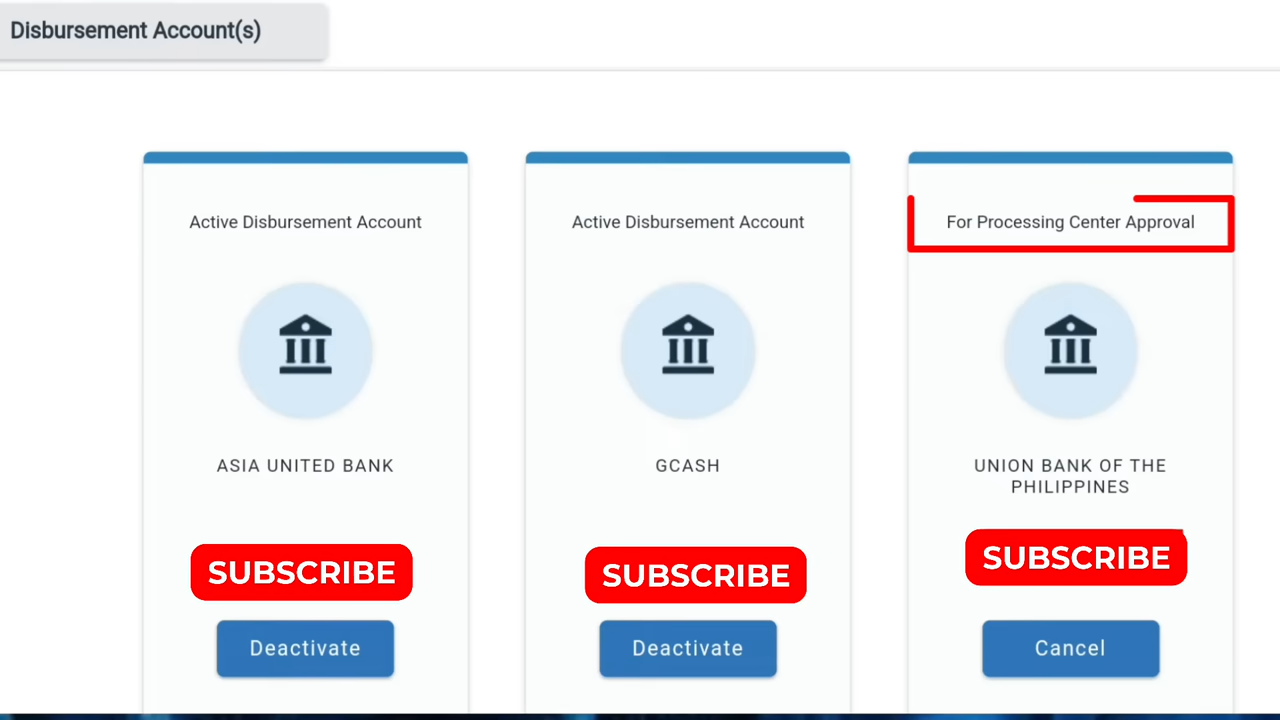 Disbursement Account(s)
Active Disbursement Account
ASIA UNITED BANK
SUBSCRIBE
Deactivate
Active Disbursement Account
GCASH
SUBSCRIBE
Deactivate
For Processing Center Approval
UNION BANK OF THE
PHILIPPINES
SUBSCRIBE
Cancel